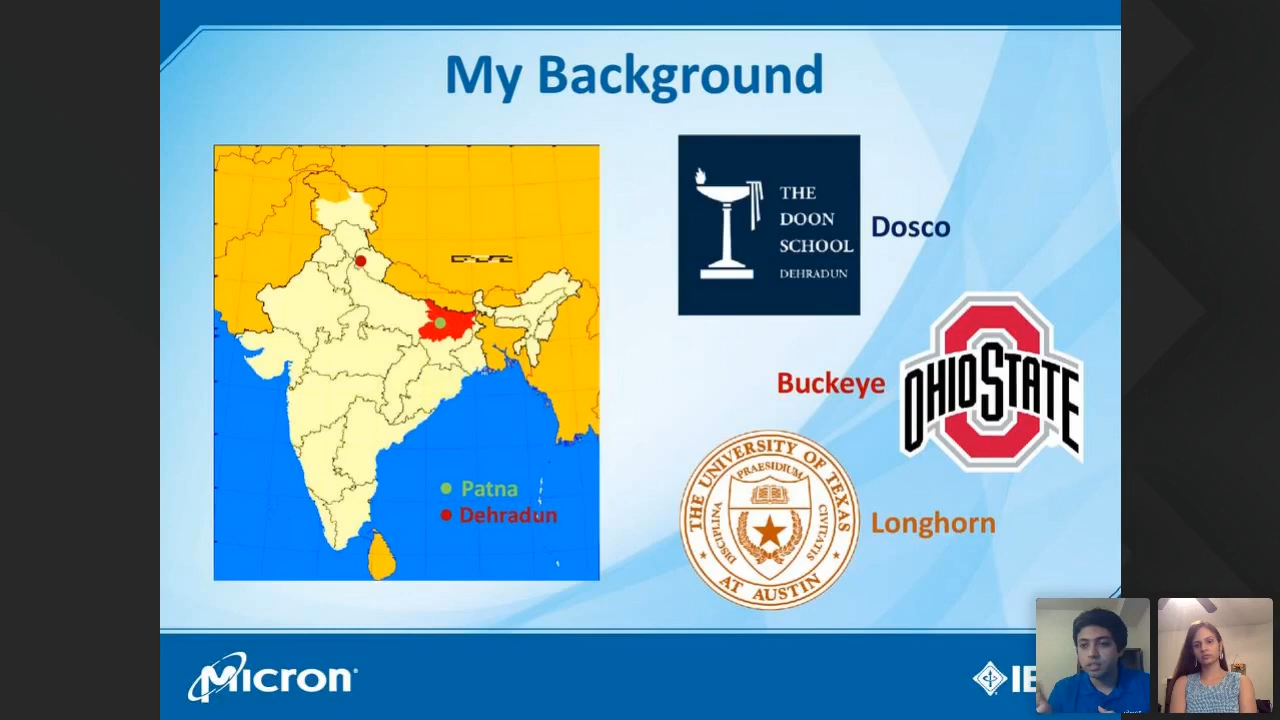 My Background
Patna
Dehradun
THE
DOON
SCHOOL
DEHRADUN
Dosco
Buckeye
OHIO STATE
THE UNIVERSITY OF TEXAS
PRAESIDIUM
DISCIPLINA
CIVITATIS
AT AUSTIN
Longhorn
Micron
IE